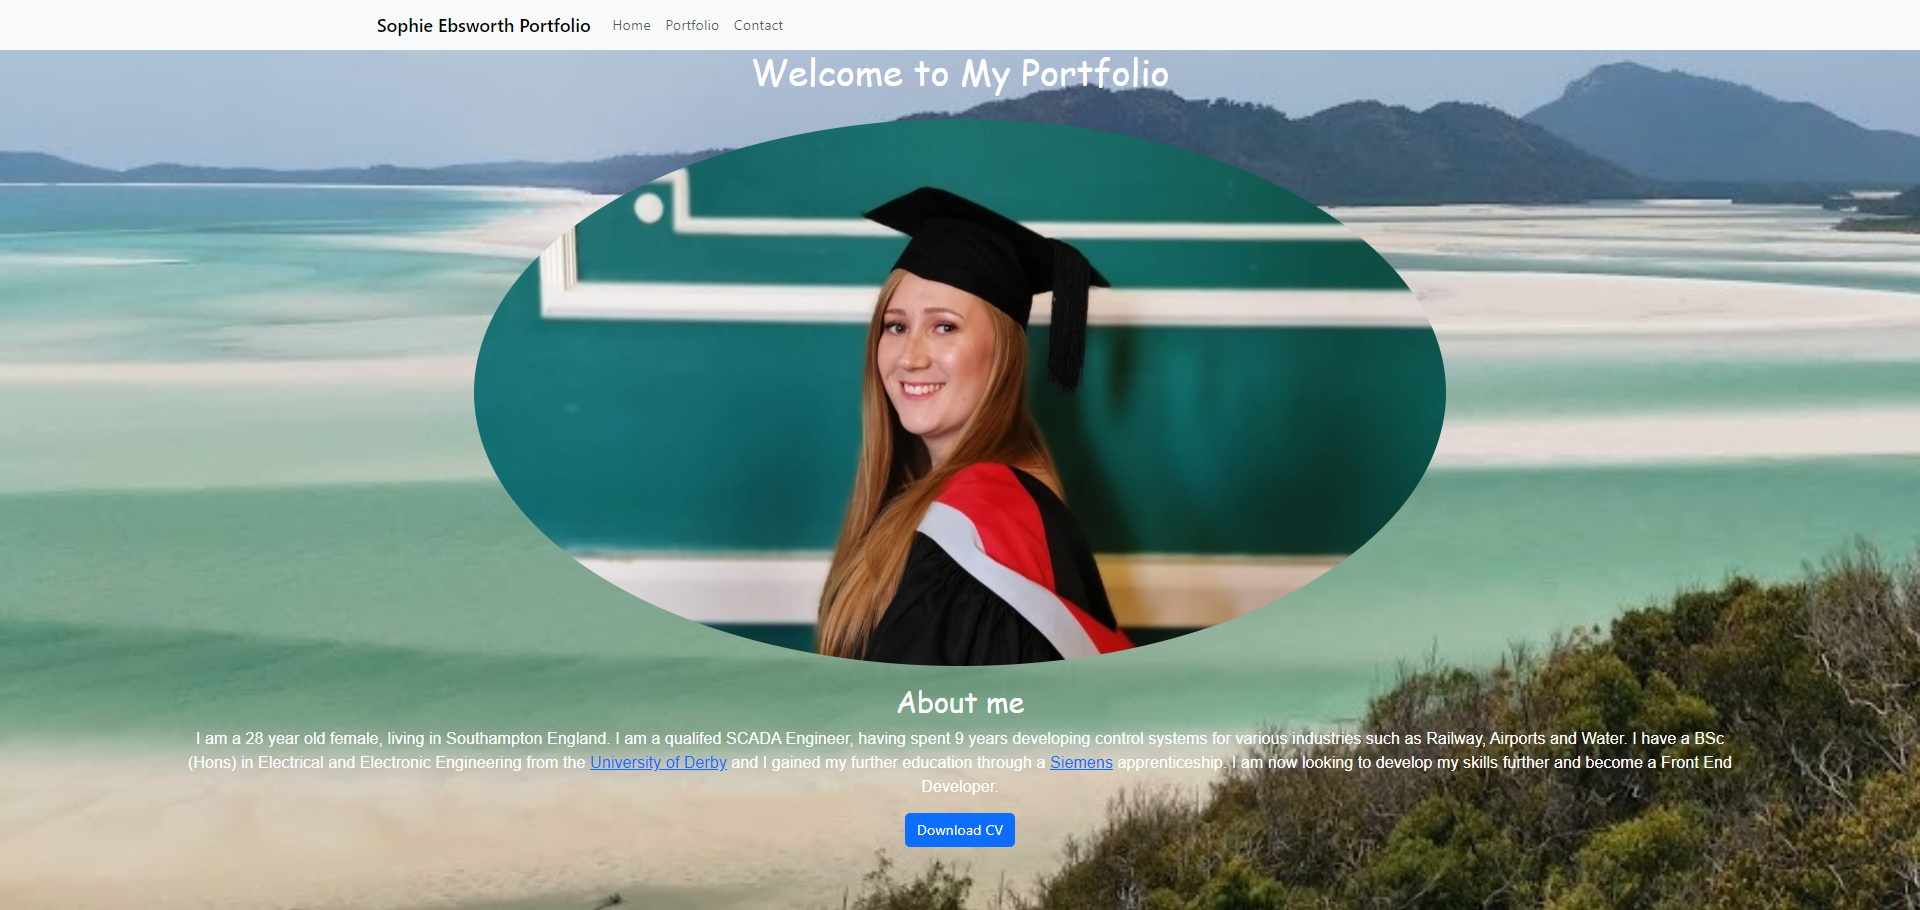 Sophie Ebsworth Portfolio Home Portfolio Contact
Welcome to My Portfolio
About me
I am a 28 year old female, living in Southampton England. I am a qualifed SCADA Engineer, having spent 9 years developing control systems for various industries such as Railway, Airports and Water. I have a BSc
(Hons) in Electrical and Electronic Engineering from the University of Derby and I gained my further education through a Siemens apprenticeship. I am now looking to develop my skills further and become a Front End
Developer.
Download CV